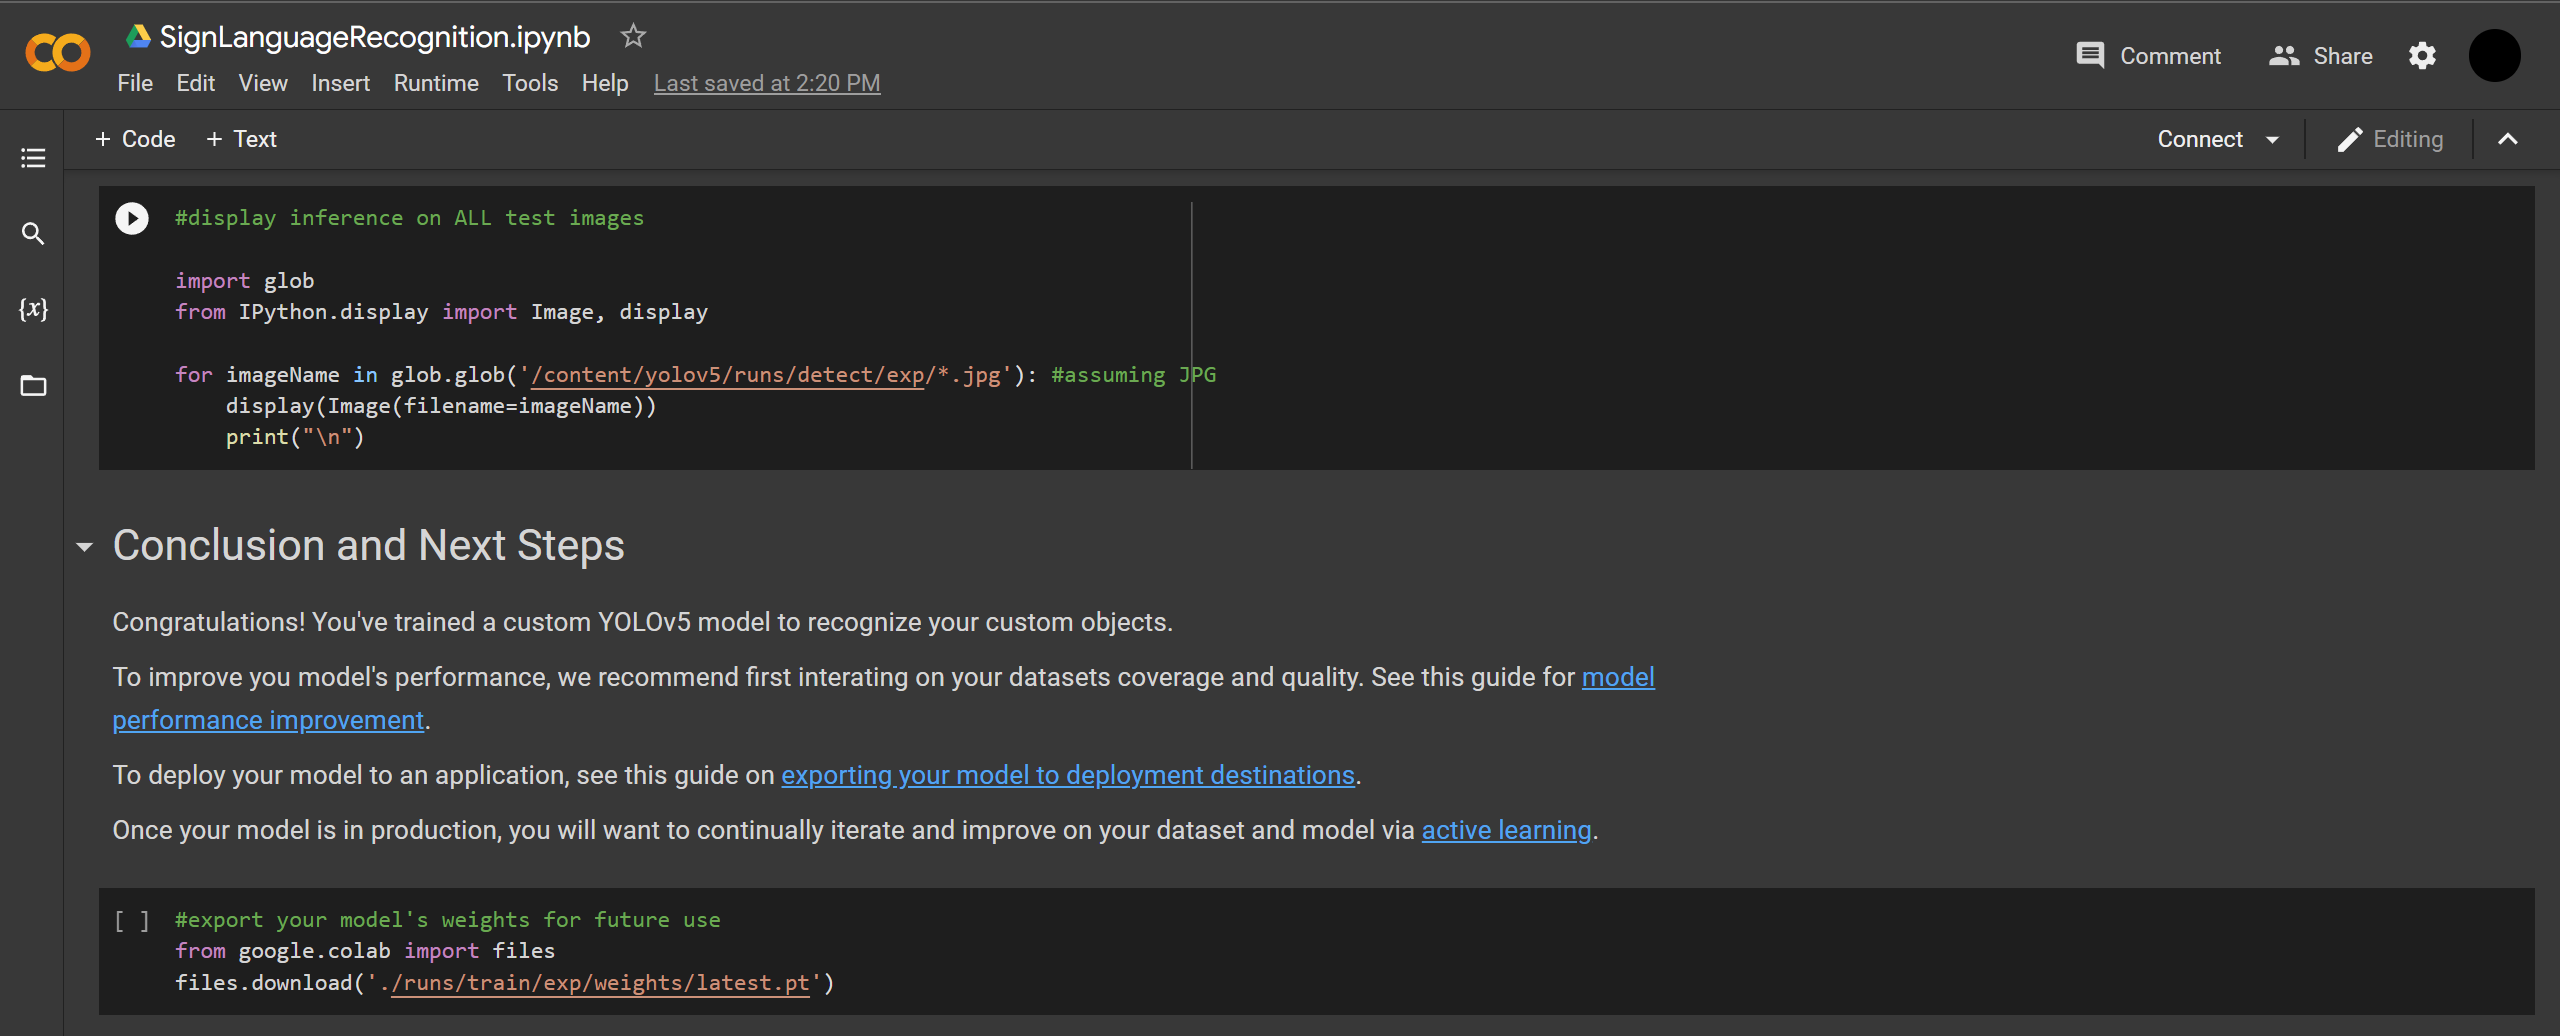 SignLanguageRecognition.ipynb
File Edit View Insert Runtime Tools Help Last saved at 2:20 PM
Comment Share
+ Code + Text
Connect Editing
{x}
#display inference on ALL test images
import glob
from IPython.display import Image, display
for imageName in glob.glob('/content/yolov5/runs/detect/exp/*.jpg'): #assuming JPG
    display(Image(filename=imageName))
    print("\n")
Conclusion and Next Steps
Congratulations! You've trained a custom YOLOv5 model to recognize your custom objects.
To improve you model's performance, we recommend first interating on your datasets coverage and quality. See this guide for model
performance improvement.
To deploy your model to an application, see this guide on exporting your model to deployment destinations.
Once your model is in production, you will want to continually iterate and improve on your dataset and model via active learning.
[ ] #export your model's weights for future use
from google.colab import files
files.download('./runs/train/exp/weights/latest.pt')